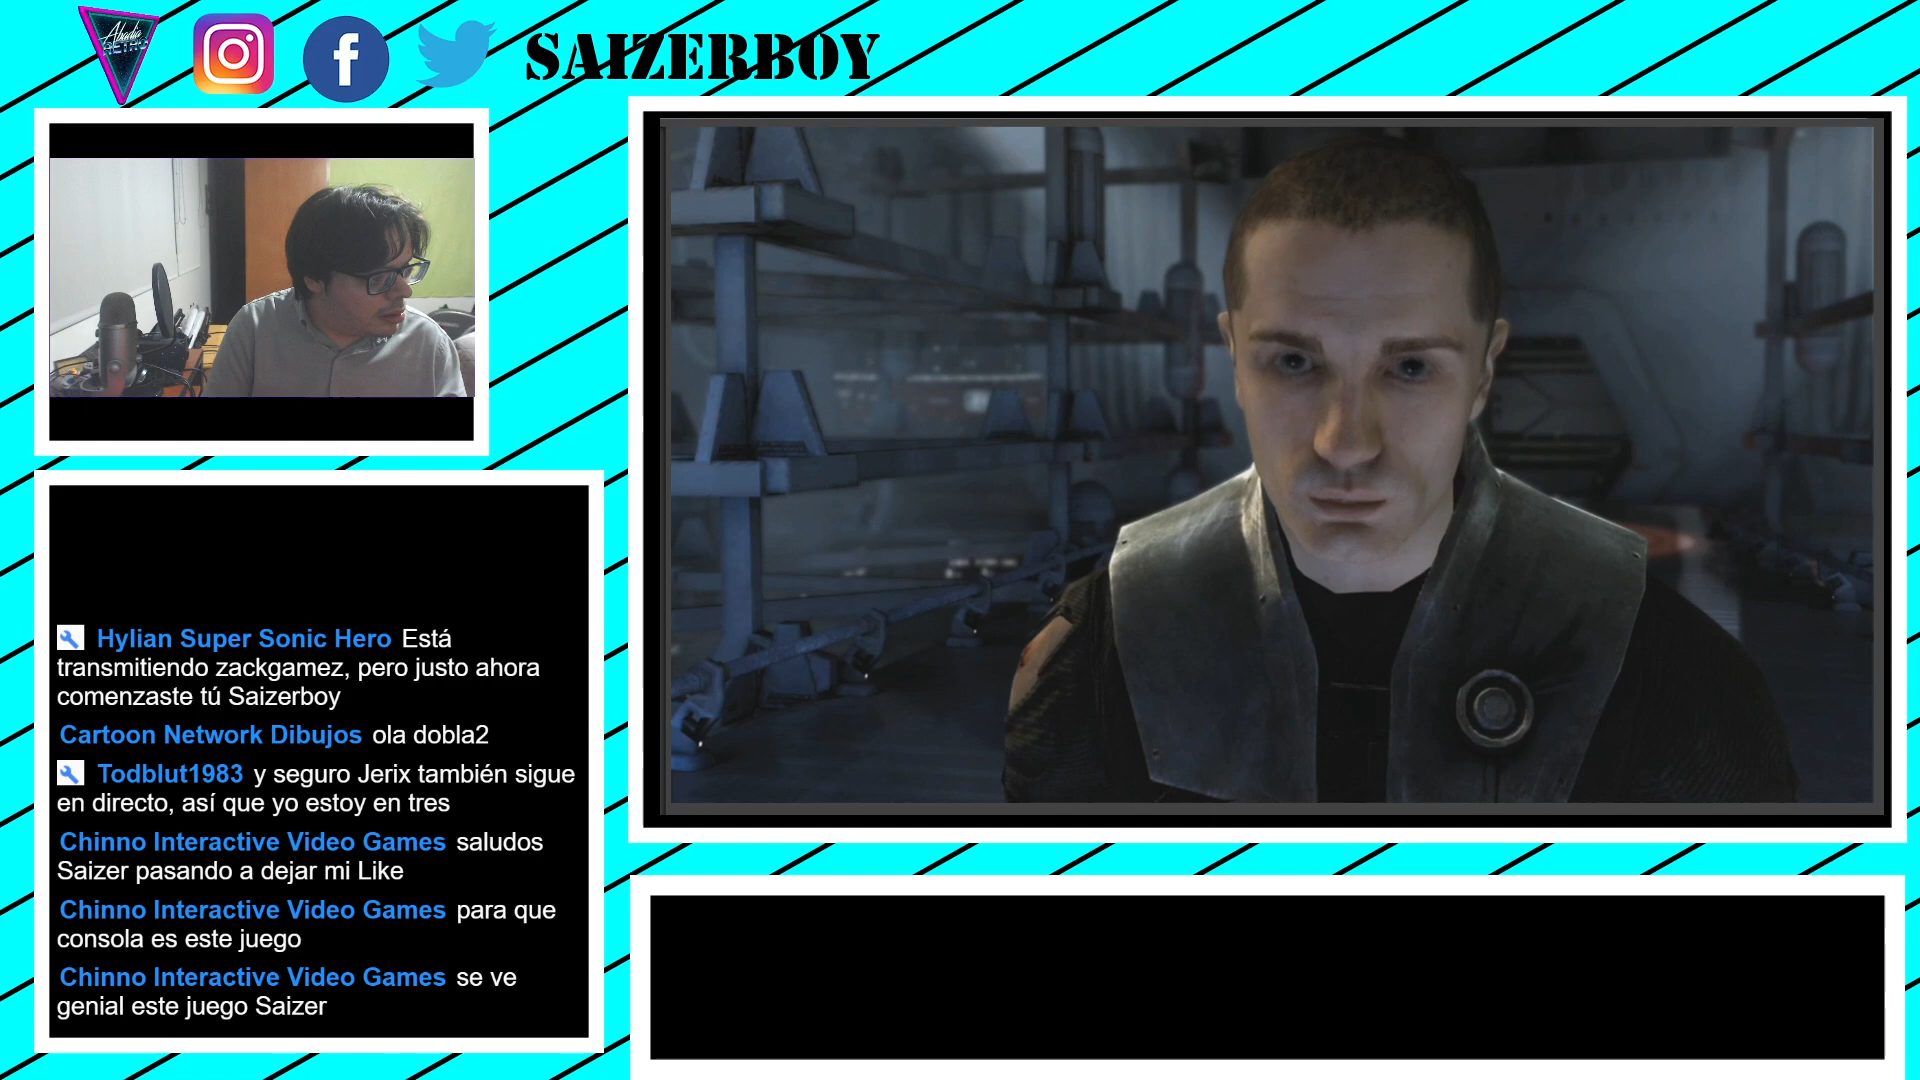 Abadia
RETRO
SAIZERBOY
Hylian Super Sonic Hero Está
transmitiendo zackgamez, pero justo ahora
comenzaste tú Saizerboy
Cartoon Network Dibujos ola dobla2
Todblut1983 y seguro Jerix también sigue
en directo, así que yo estoy en tres
Chinno Interactive Video Games saludos
Saizer pasando a dejar mi Like
Chinno Interactive Video Games para que
consola es este juego
Chinno Interactive Video Games se ve
genial este juego Saizer